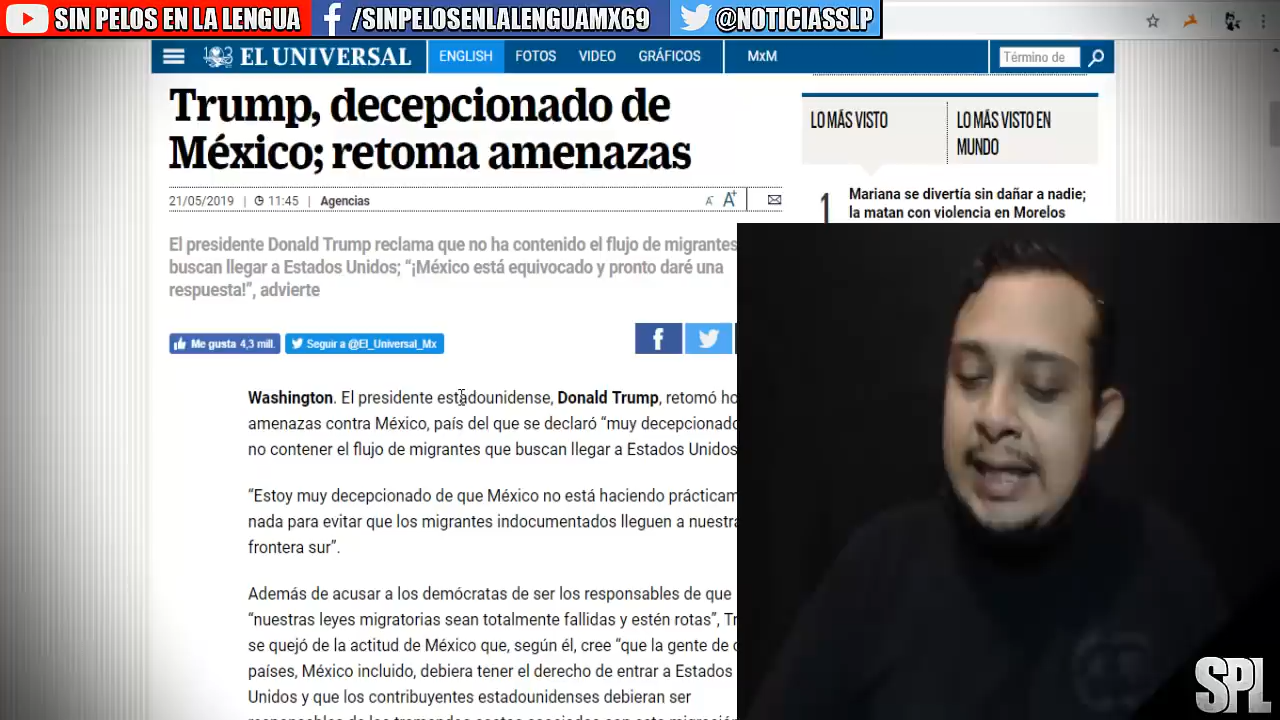 SIN PELOS EN LA LENGUA
/SINPELOSENLALENGUAMX69
@NOTICIASSLP
EL UNIVERSAL
ENGLISH
FOTOS
VIDEO
GRÁFICOS
MxM
Término de
Trump, decepcionado de
México; retoma amenazas
21/05/2019 | 11:45 | Agencias
A-
A+
El presidente Donald Trump reclama que no ha contenido el flujo de migrantes
buscan llegar a Estados Unidos; “¡México está equivocado y pronto daré una
respuesta!”, advierte
Me gusta 4,3 mill.
Seguir a @El_Universal_Mx
Washington. El presidente estadounidense, Donald Trump, retomó
amenazas contra México, país del que se declaró “muy decepcionado
no contener el flujo de migrantes que buscan llegar a Estados Unidos
“Estoy muy decepcionado de que México no está haciendo
nada para evitar que los migrantes indocumentados lleguen a
frontera sur”.
Además de acusar a los demócratas de ser los responsables de que
“nuestras leyes migratorias sean totalmente fallidas y estén rotas”,
se quejó de la actitud de México que, según él, cree “que la gente de
países, México incluido, debiera tener el derecho de entrar a Estados
Unidos y que los contribuyentes estadounidenses debieran ser
LO MÁS VISTO
LO MÁS VISTO EN
MUNDO
1
Mariana se divertía sin dañar a nadie;
la matan con violencia en Morelos
SPL